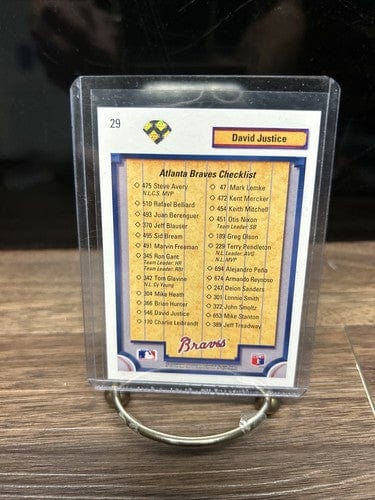 29
David Justice
Atlanta Braves Checklist
475 Steve Avery
N.L.C.S. MVP
510 Rafael Belliard
493 Juan Berenguer
370 Jeff Blauser
495 Sid Bream
491 Marvin Freeman
345 Ron Gant
Team Leader: HR
Team Leader: RBI
342 Tom Glavine
N.L. Cy Young
304 Mike Heath
366 Brian Hunter
546 David Justice
170 Charlie Leibrandt
47 Mark Lemke
472 Kent Mercker
454 Keith Mitchell
451 Otis Nixon
Team Leader: SB
189 Greg Olson
229 Terry Pendleton
N.L. Leader: AVG
N.L. MVP
694 Alejandro Peña
674 Armando Reynoso
247 Deion Sanders
301 Lonnie Smith
322 John Smoltz
653 Mike Stanton
389 Jeff Treadway
Braves